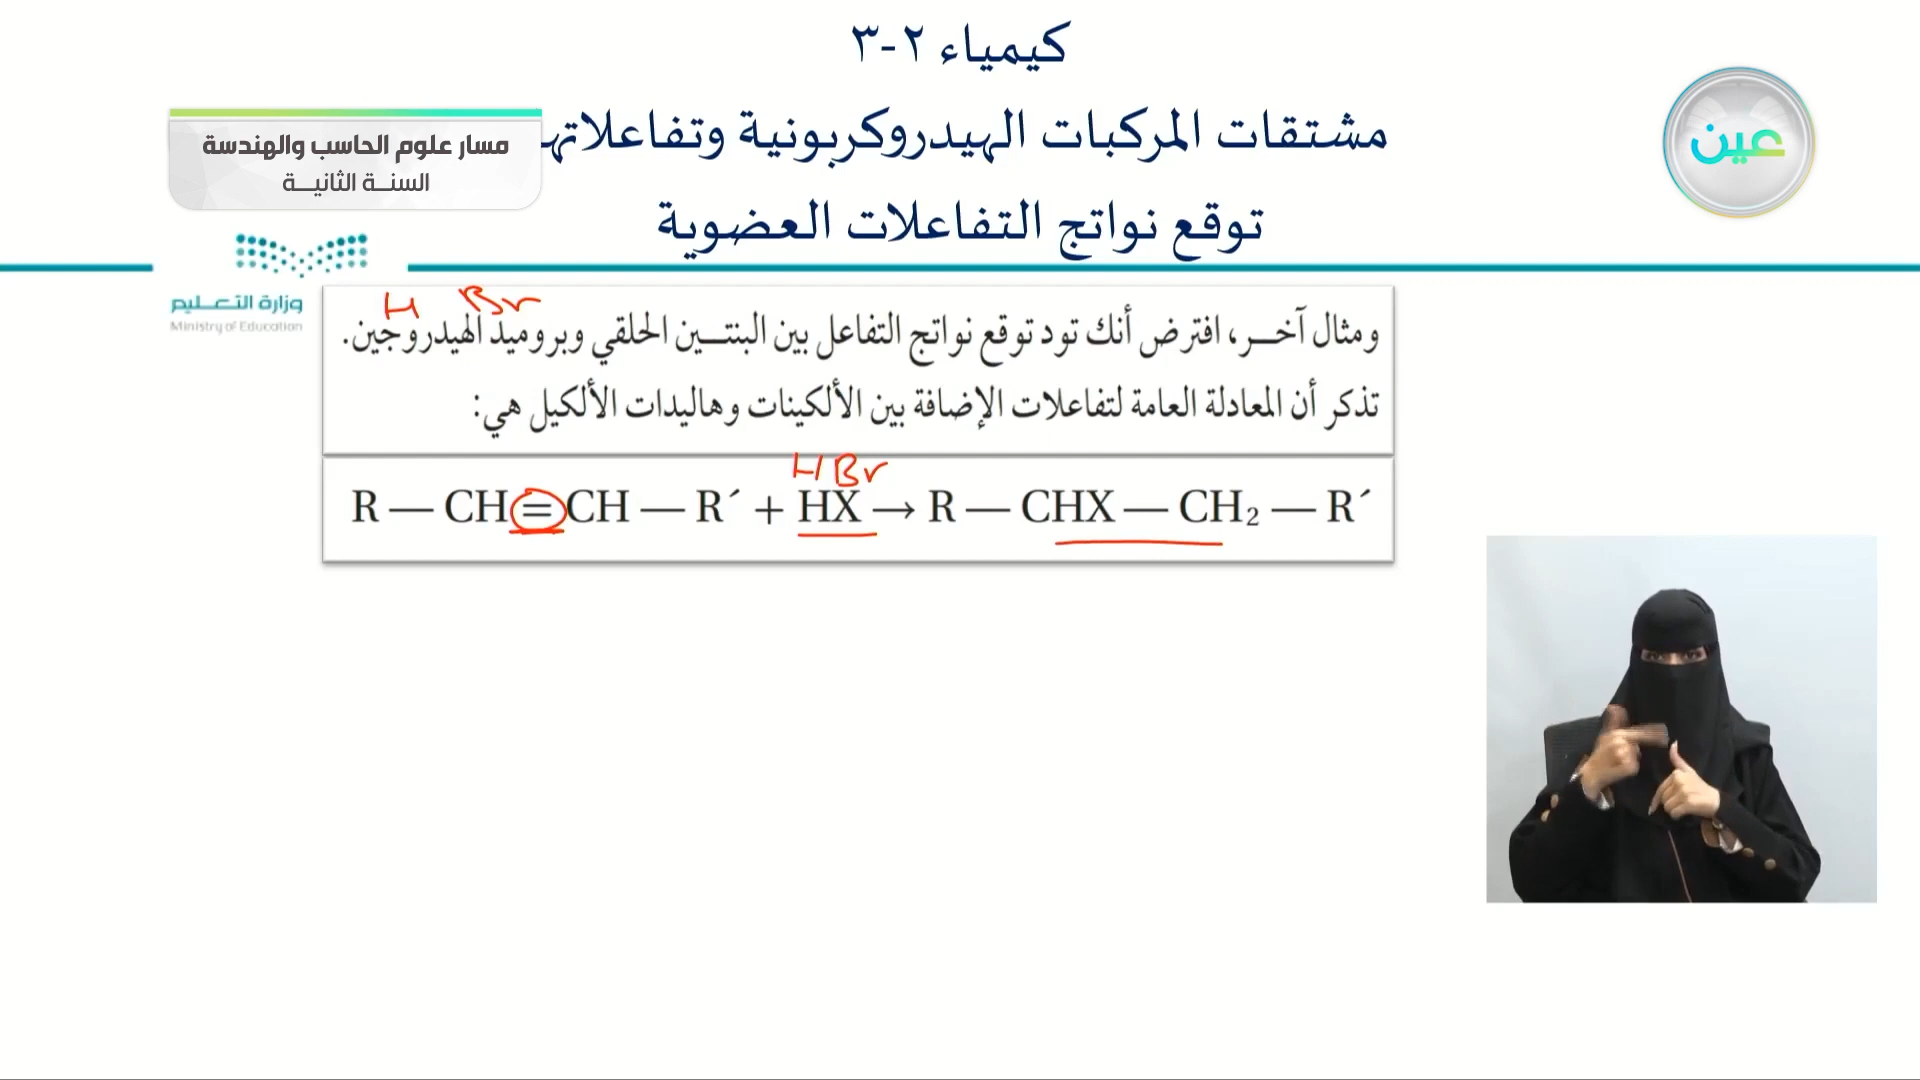 كيمياء ٢-٣
مشتقات المركبات الهيدروكربونية وتفاعلاتها
توقع نواتج التفاعلات العضوية
عين
مسار علوم الحاسب والهندسة
السنة الثانية
وزارة التعليم
Ministry of Education
H Br
ومثال آخر، افترض أنك تود توقع نواتج التفاعل بين البنتين الحلقي وبروميد الهيدروجين.
تذكر أن المعادلة العامة لتفاعلات الإضافة بين الألكينات وهاليدات الألكيل هي:
H Br
R — CH = CH — R´ + HX → R — CHX — CH₂ — R´